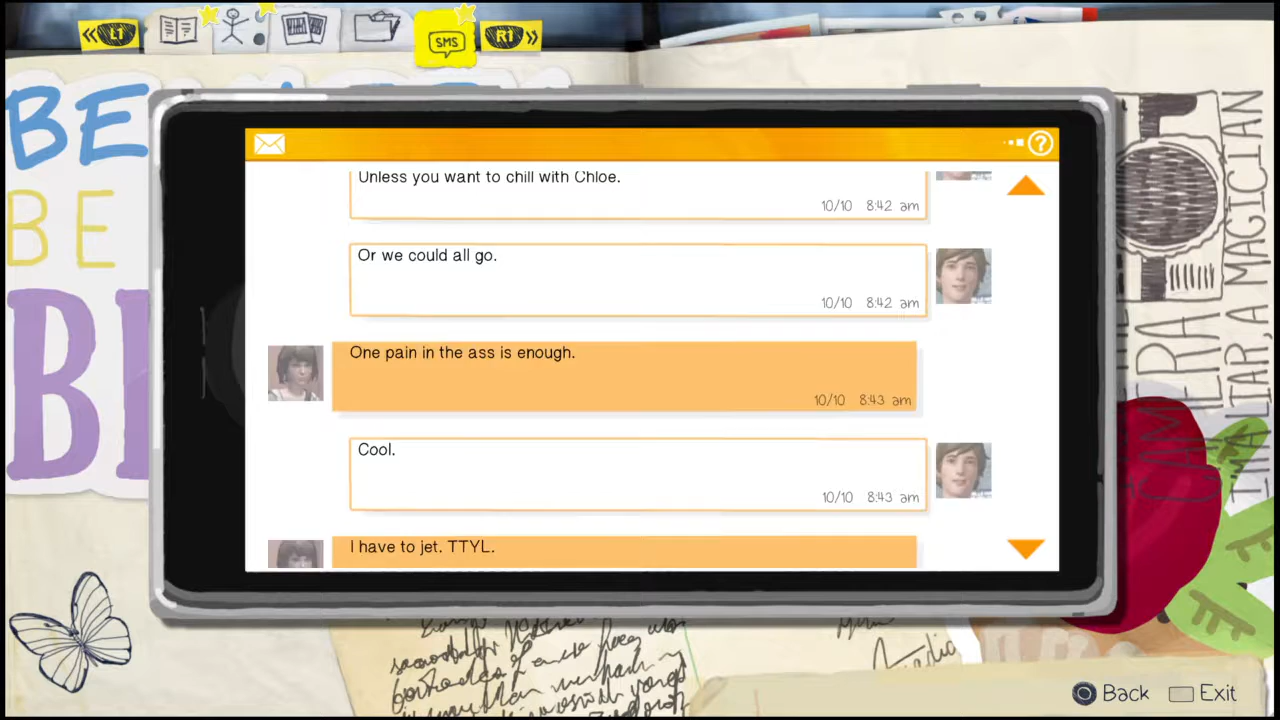 L1
SMS
R1
BE
BE
Unless you want to chill with Chloe.
10/10 8:42 am
Or we could all go.
10/10 8:42 am
One pain in the ass is enough.
10/10 8:43 am
Cool.
10/10 8:43 am
I have to jet. TTYL.
CAMERA
LIAR, A MAGICIAN
Back
Exit